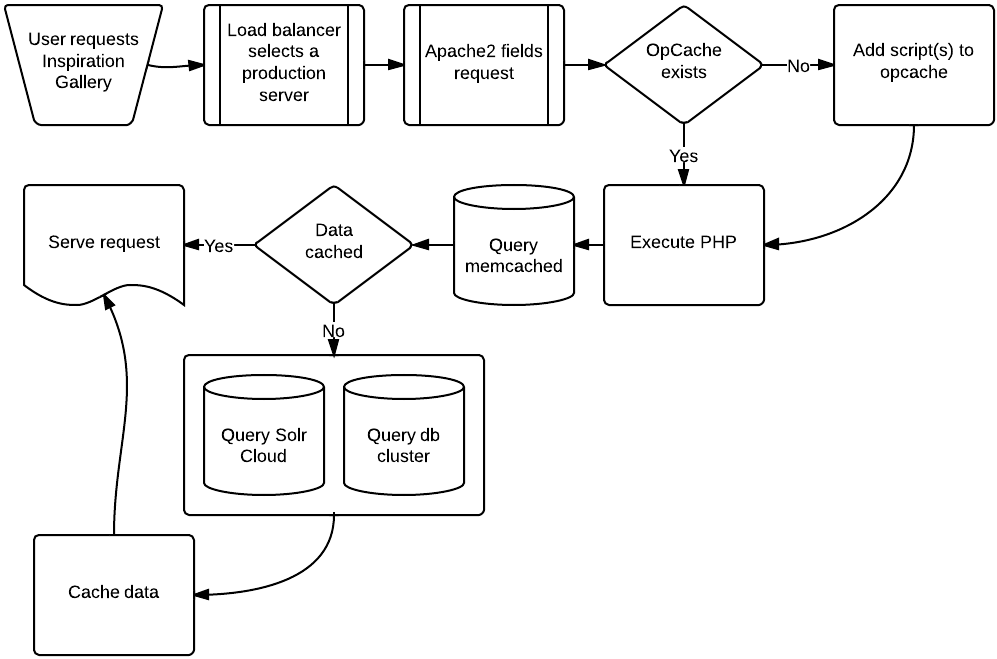 User requests
Inspiration
Gallery
Load balancer
selects a
production
server
Apache2 fields
request
OpCache
exists
No
Add script(s) to
opcache
Yes
Serve request
Yes
Data
cached
Query
memcached
Execute PHP
No
Query Solr
Cloud
Query db
cluster
Cache data